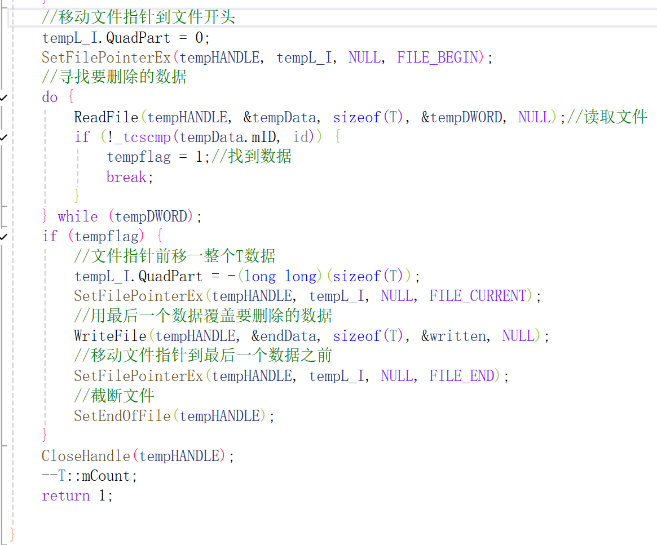 //移动文件指针到文件开头
tempL_I.QuadPart = 0;
SetFilePointerEx(tempHANDLE, tempL_I, NULL, FILE_BEGIN);
//寻找要删除的数据
do {
ReadFile(tempHANDLE, &tempData, sizeof(T), &tempDWORD, NULL);//读取文件
if (!_tcscmp(tempData.mID, id)) {
tempflag = 1;//找到数据
break;
}
} while (tempDWORD);
if (tempflag) {
//文件指针前移一整个T数据
tempL_I.QuadPart = -(long long)(sizeof(T));
SetFilePointerEx(tempHANDLE, tempL_I, NULL, FILE_CURRENT);
//用最后一个数据覆盖要删除的数据
WriteFile(tempHANDLE, &endData, sizeof(T), &written, NULL);
//移动文件指针到最后一个数据之前
SetFilePointerEx(tempHANDLE, tempL_I, NULL, FILE_END);
//截断文件
SetEndOfFile(tempHANDLE);
}
CloseHandle(tempHANDLE);
--T::mCount;
return 1;
}